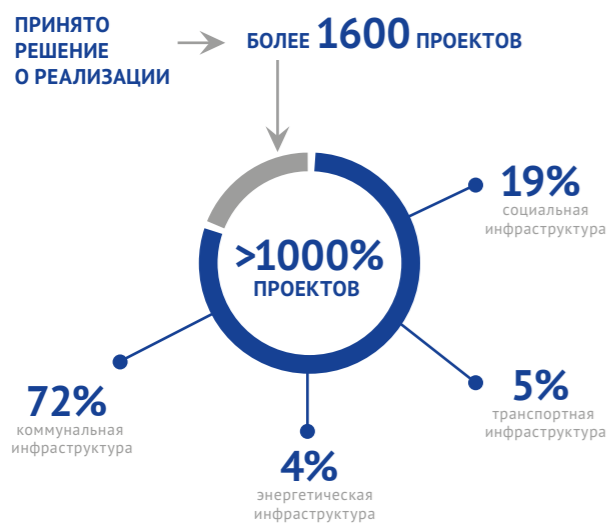 ПРИНЯТО
РЕШЕНИЕ
О РЕАЛИЗАЦИИ
БОЛЕЕ 1600 ПРОЕКТОВ
19%
социальная
инфраструктура
>1000%
ПРОЕКТОВ
5%
транспортная
инфраструктура
72%
коммунальная
инфраструктура
4%
энергетическая
инфраструктура